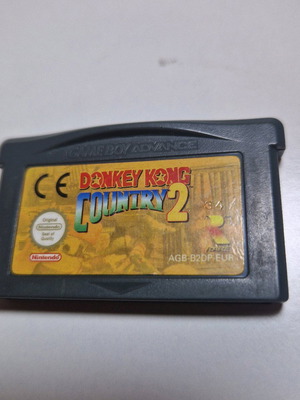 GAME BOY ADVANCE
CE
DONKEY KONG
COUNTRY 2
Original
Nintendo
Seal of
Quality
Nintendo
AGB-B2DP-EUR